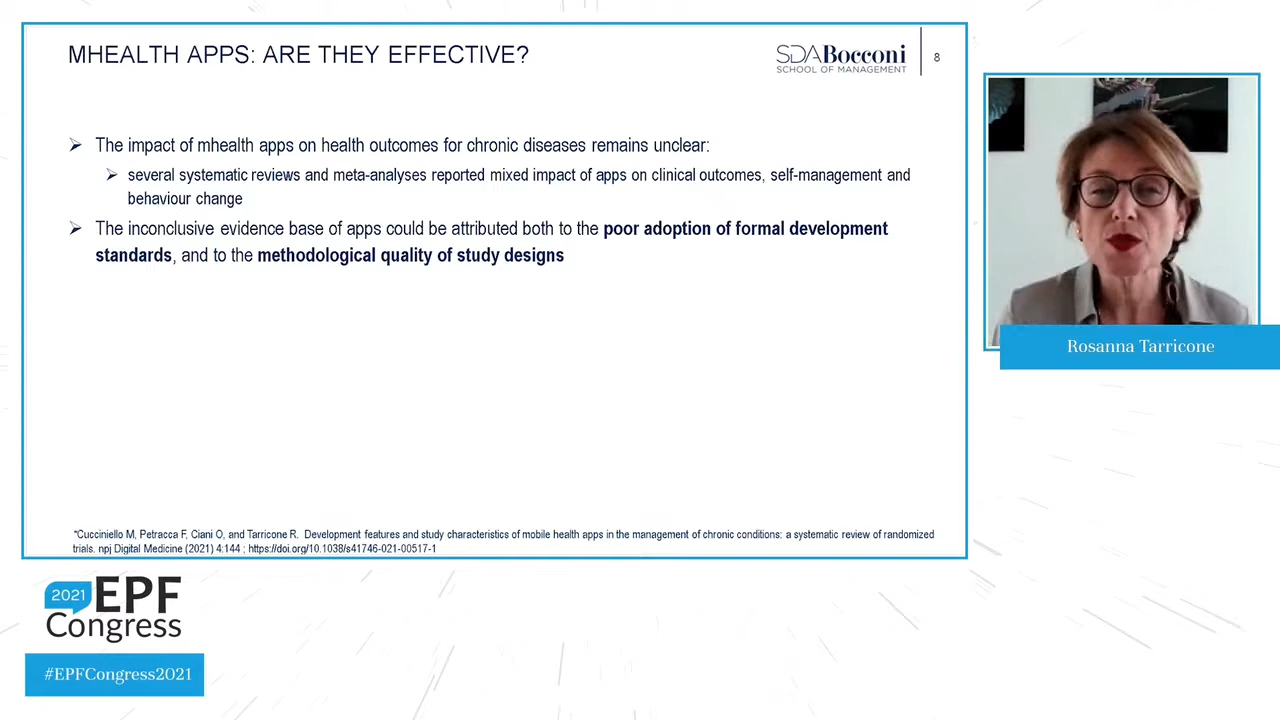 MHEALTH APPS: ARE THEY EFFECTIVE?
SDA Bocconi
SCHOOL OF MANAGEMENT
8
The impact of mhealth apps on health outcomes for chronic diseases remains unclear:
several systematic reviews and meta-analyses reported mixed impact of apps on clinical outcomes, self-management and
behaviour change
The inconclusive evidence base of apps could be attributed both to the poor adoption of formal development
standards, and to the methodological quality of study designs
*Cucciniello M, Petracca F, Ciani O, and Tarricone R. Development features and study characteristics of mobile health apps in the management of chronic conditions: a systematic review of randomized
trials. npj Digital Medicine (2021) 4:144 ; https://doi.org/10.1038/s41746-021-00517-1
Rosanna Tarricone
2021 EPF
Congress
#EPFCongress2021